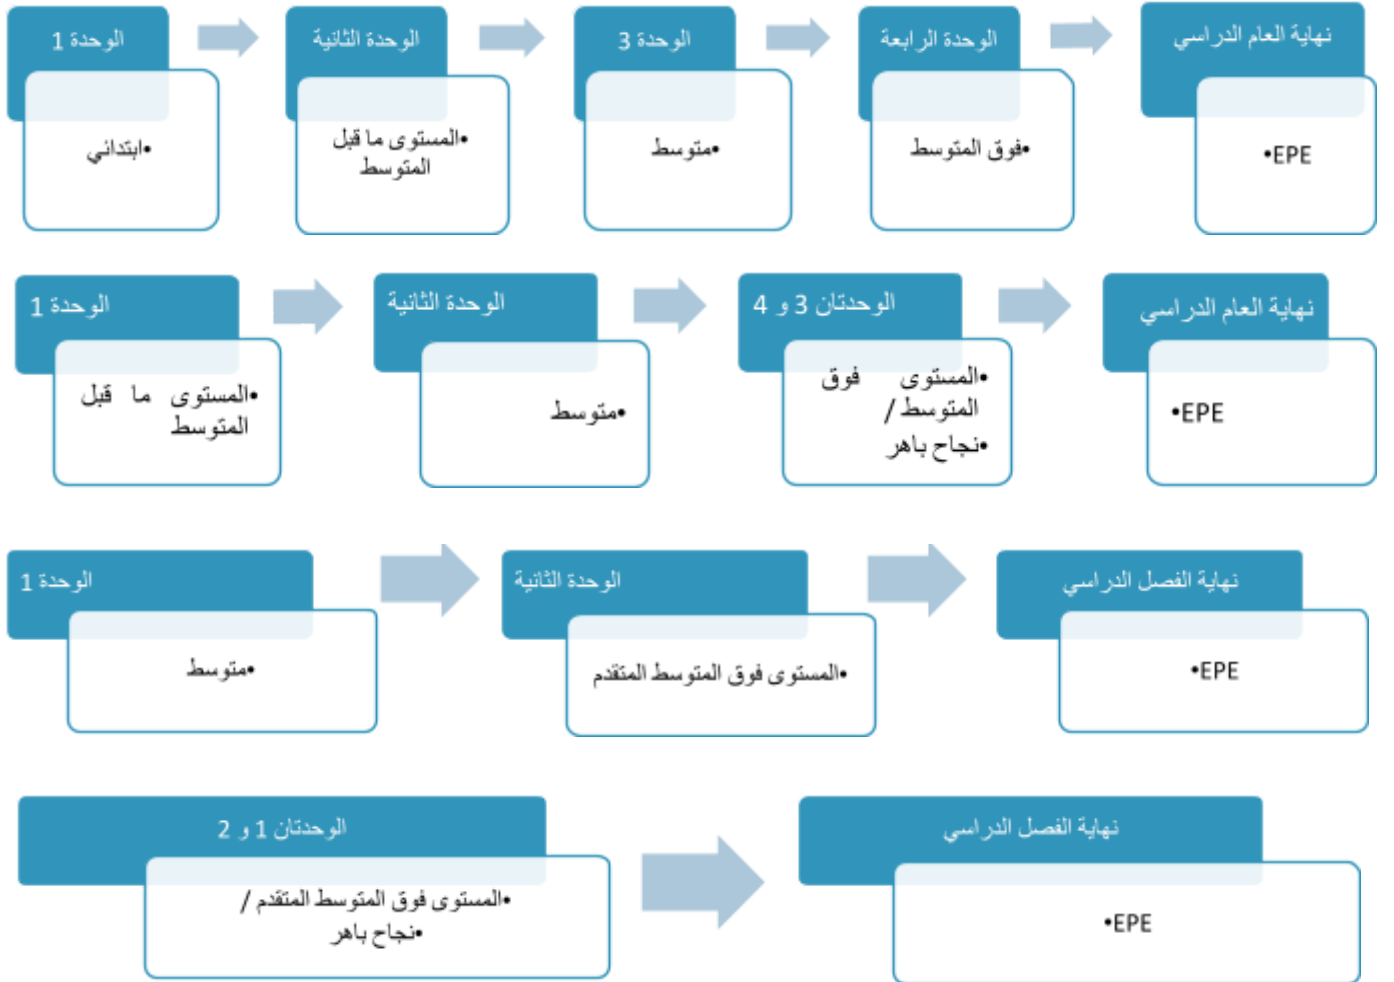 الوحدة 1
•ابتدائي
الوحدة الثانية
•المستوى ما قبل
المتوسط
الوحدة 3
•متوسط
الوحدة الرابعة
•فوق المتوسط
نهاية العام الدراسي
•EPE
الوحدة 1
•المستوى ما قبل
المتوسط
الوحدة الثانية
•متوسط
الوحدتان 3 و 4
•المستوى فوق
المتوسط /
•نجاح باهر
نهاية العام الدراسي
•EPE
الوحدة 1
•متوسط
الوحدة الثانية
•المستوى فوق المتوسط المتقدم
نهاية الفصل الدراسي
•EPE
الوحدتان 1 و 2
•المستوى فوق المتوسط المتقدم /
•نجاح باهر
نهاية الفصل الدراسي
•EPE